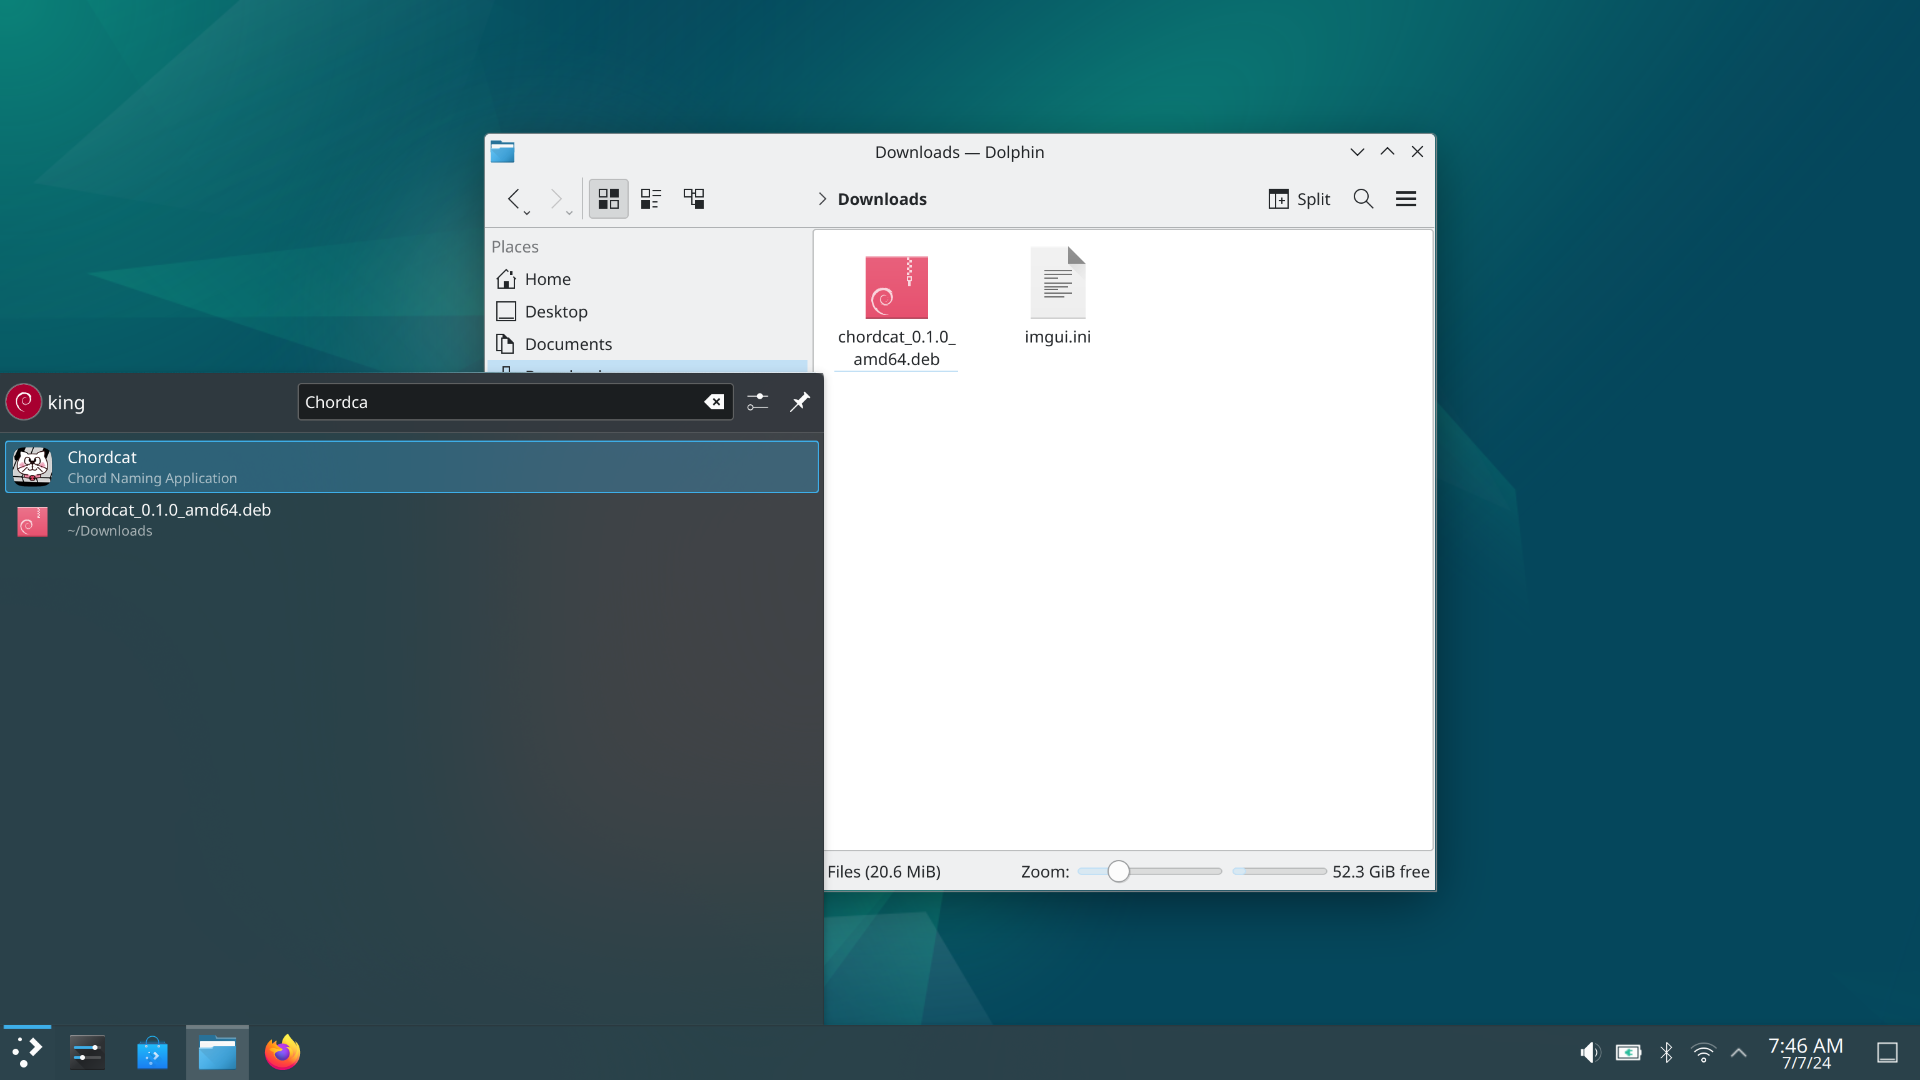 Downloads — Dolphin
Downloads
Split
Places
Home
Desktop
Documents
chordcat_0.1.0_
amd64.deb
imgui.ini
king
Chordca
Chordcat
Chord Naming Application
chordcat_0.1.0_amd64.deb
~/Downloads
Files (20.6 MiB)
Zoom:
52.3 GiB free
7:46 AM
7/7/24